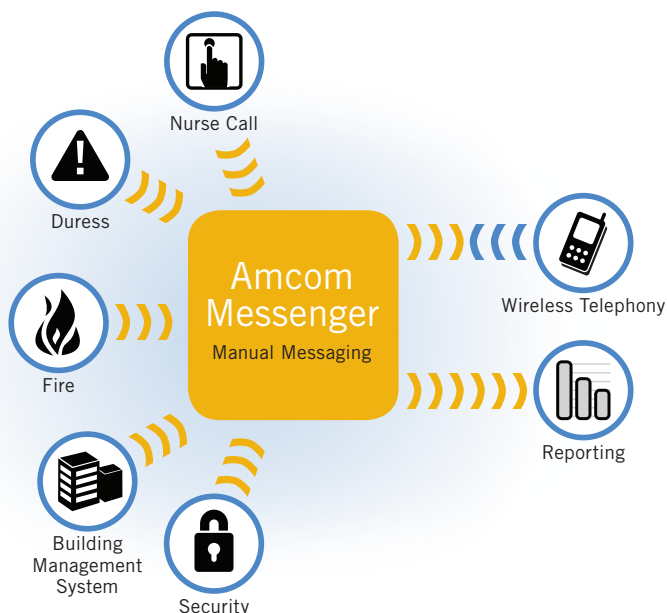 Nurse Call
Duress
Amcom
Messenger
Manual Messaging
Wireless Telephony
Fire
Reporting
Building
Management
System
Security